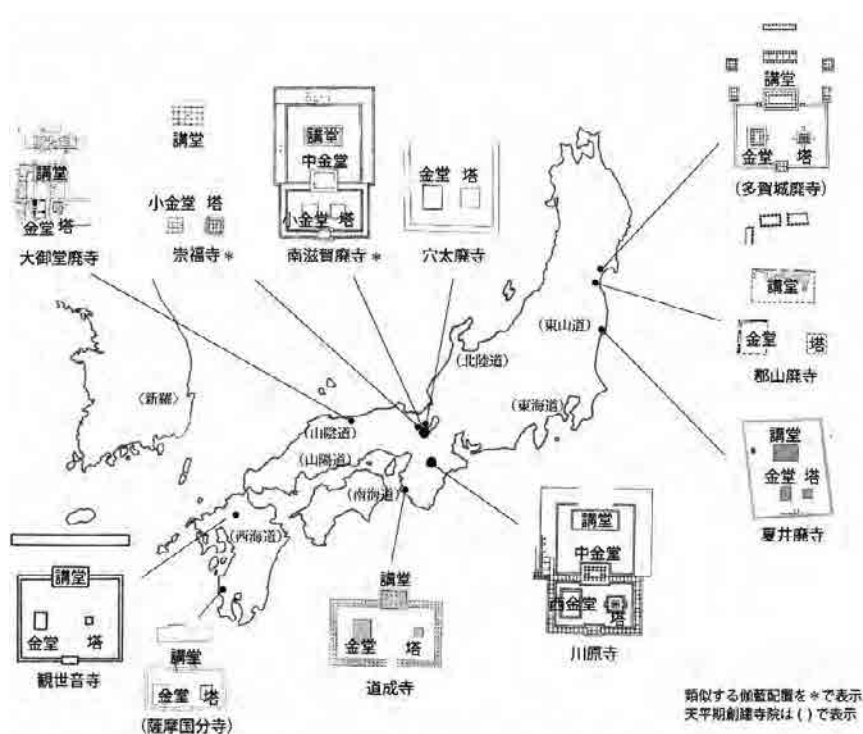 講堂
金堂 塔
大御堂廃寺
講堂
小金堂 塔
崇福寺*
講堂
中金堂
小金堂
南滋賀廃寺*
金堂 塔
穴太廃寺
講堂
金堂 塔
(多賀城廃寺)
講堂
金堂 塔
郡山廃寺
講堂
金堂 塔
夏井廃寺
〈新羅〉
(東山道)
(北陸道)
(東海道)
(山陰道)
(山陽道)
(南海道)
(西海道)
講堂
金堂 塔
観世音寺
講堂
金堂 塔
(薩摩国分寺)
講堂
金堂 塔
道成寺
講堂
中金堂
西金堂
塔
川原寺
類似する伽藍配置を*で表示
天平期創建寺院は( )で表示